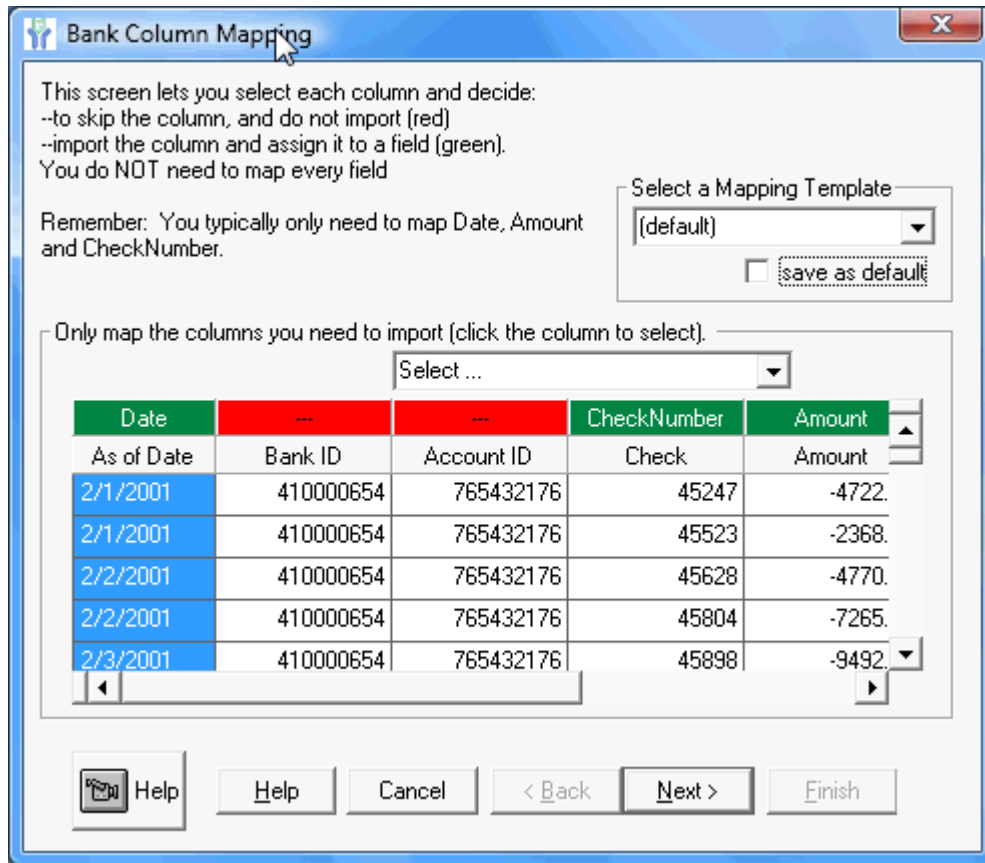 Bank Column Mapping
This screen lets you select each column and decide:
--to skip the column, and do not import (red)
--import the column and assign it to a field (green).
You do NOT need to map every field
Remember: You typically only need to map Date, Amount
and CheckNumber.
Select a Mapping Template
(default)
save as default
Only map the columns you need to import (click the column to select).
Select ...
Date --- --- CheckNumber Amount
As of Date Bank ID Account ID Check Amount
2/1/2001 410000654 765432176 45247 -4722.
2/1/2001 410000654 765432176 45523 -2368.
2/2/2001 410000654 765432176 45628 -4770.
2/2/2001 410000654 765432176 45804 -7265.
2/3/2001 410000654 765432176 45898 -9492.
Help Help Cancel < Back Next > Finish